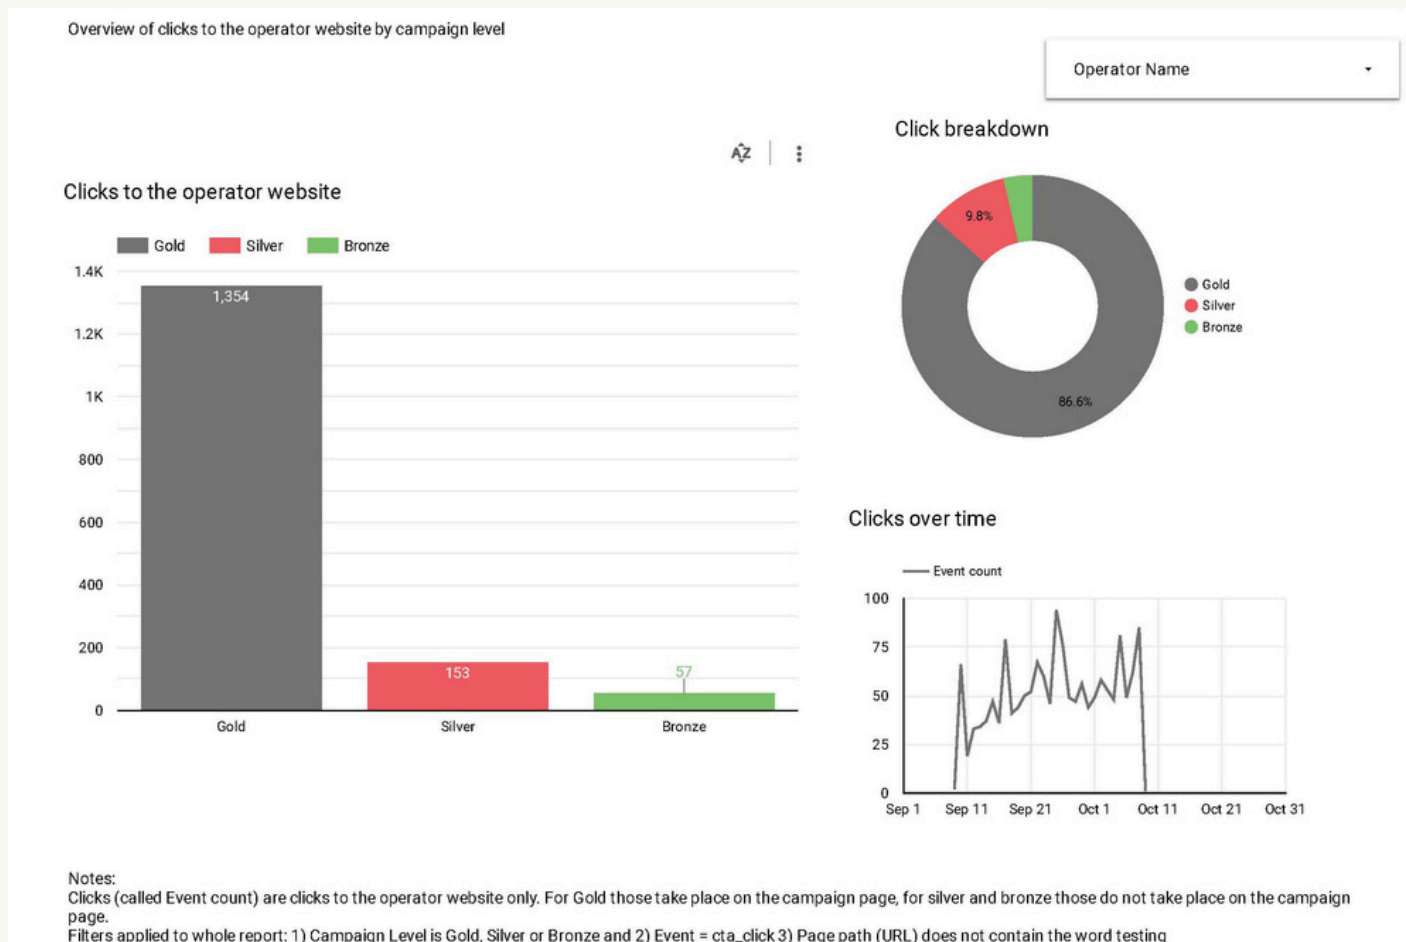 Overview of clicks to the operator website by campaign level
Operator Name
Click breakdown
AZ
Clicks to the operator website
Gold
Silver
Bronze
1.4K
1.2K
1K
800
600
400
200
0
1,354
153
57
Gold
Silver
Bronze
9.8%
86.6%
Gold
Silver
Bronze
Clicks over time
Event count
100
75
50
25
0
Sep 1
Sep 11
Sep 21
Oct 1
Oct 11
Oct 21
Oct 31
Notes:
Clicks (called Event count) are clicks to the operator website only. For Gold those take place on the campaign page, for silver and bronze those do not take place on the campaign
page.
Filters applied to whole report: 1) Campaign Level is Gold, Silver or Bronze and 2) Event = cta_click 3) Page path (URL) does not contain the word testing